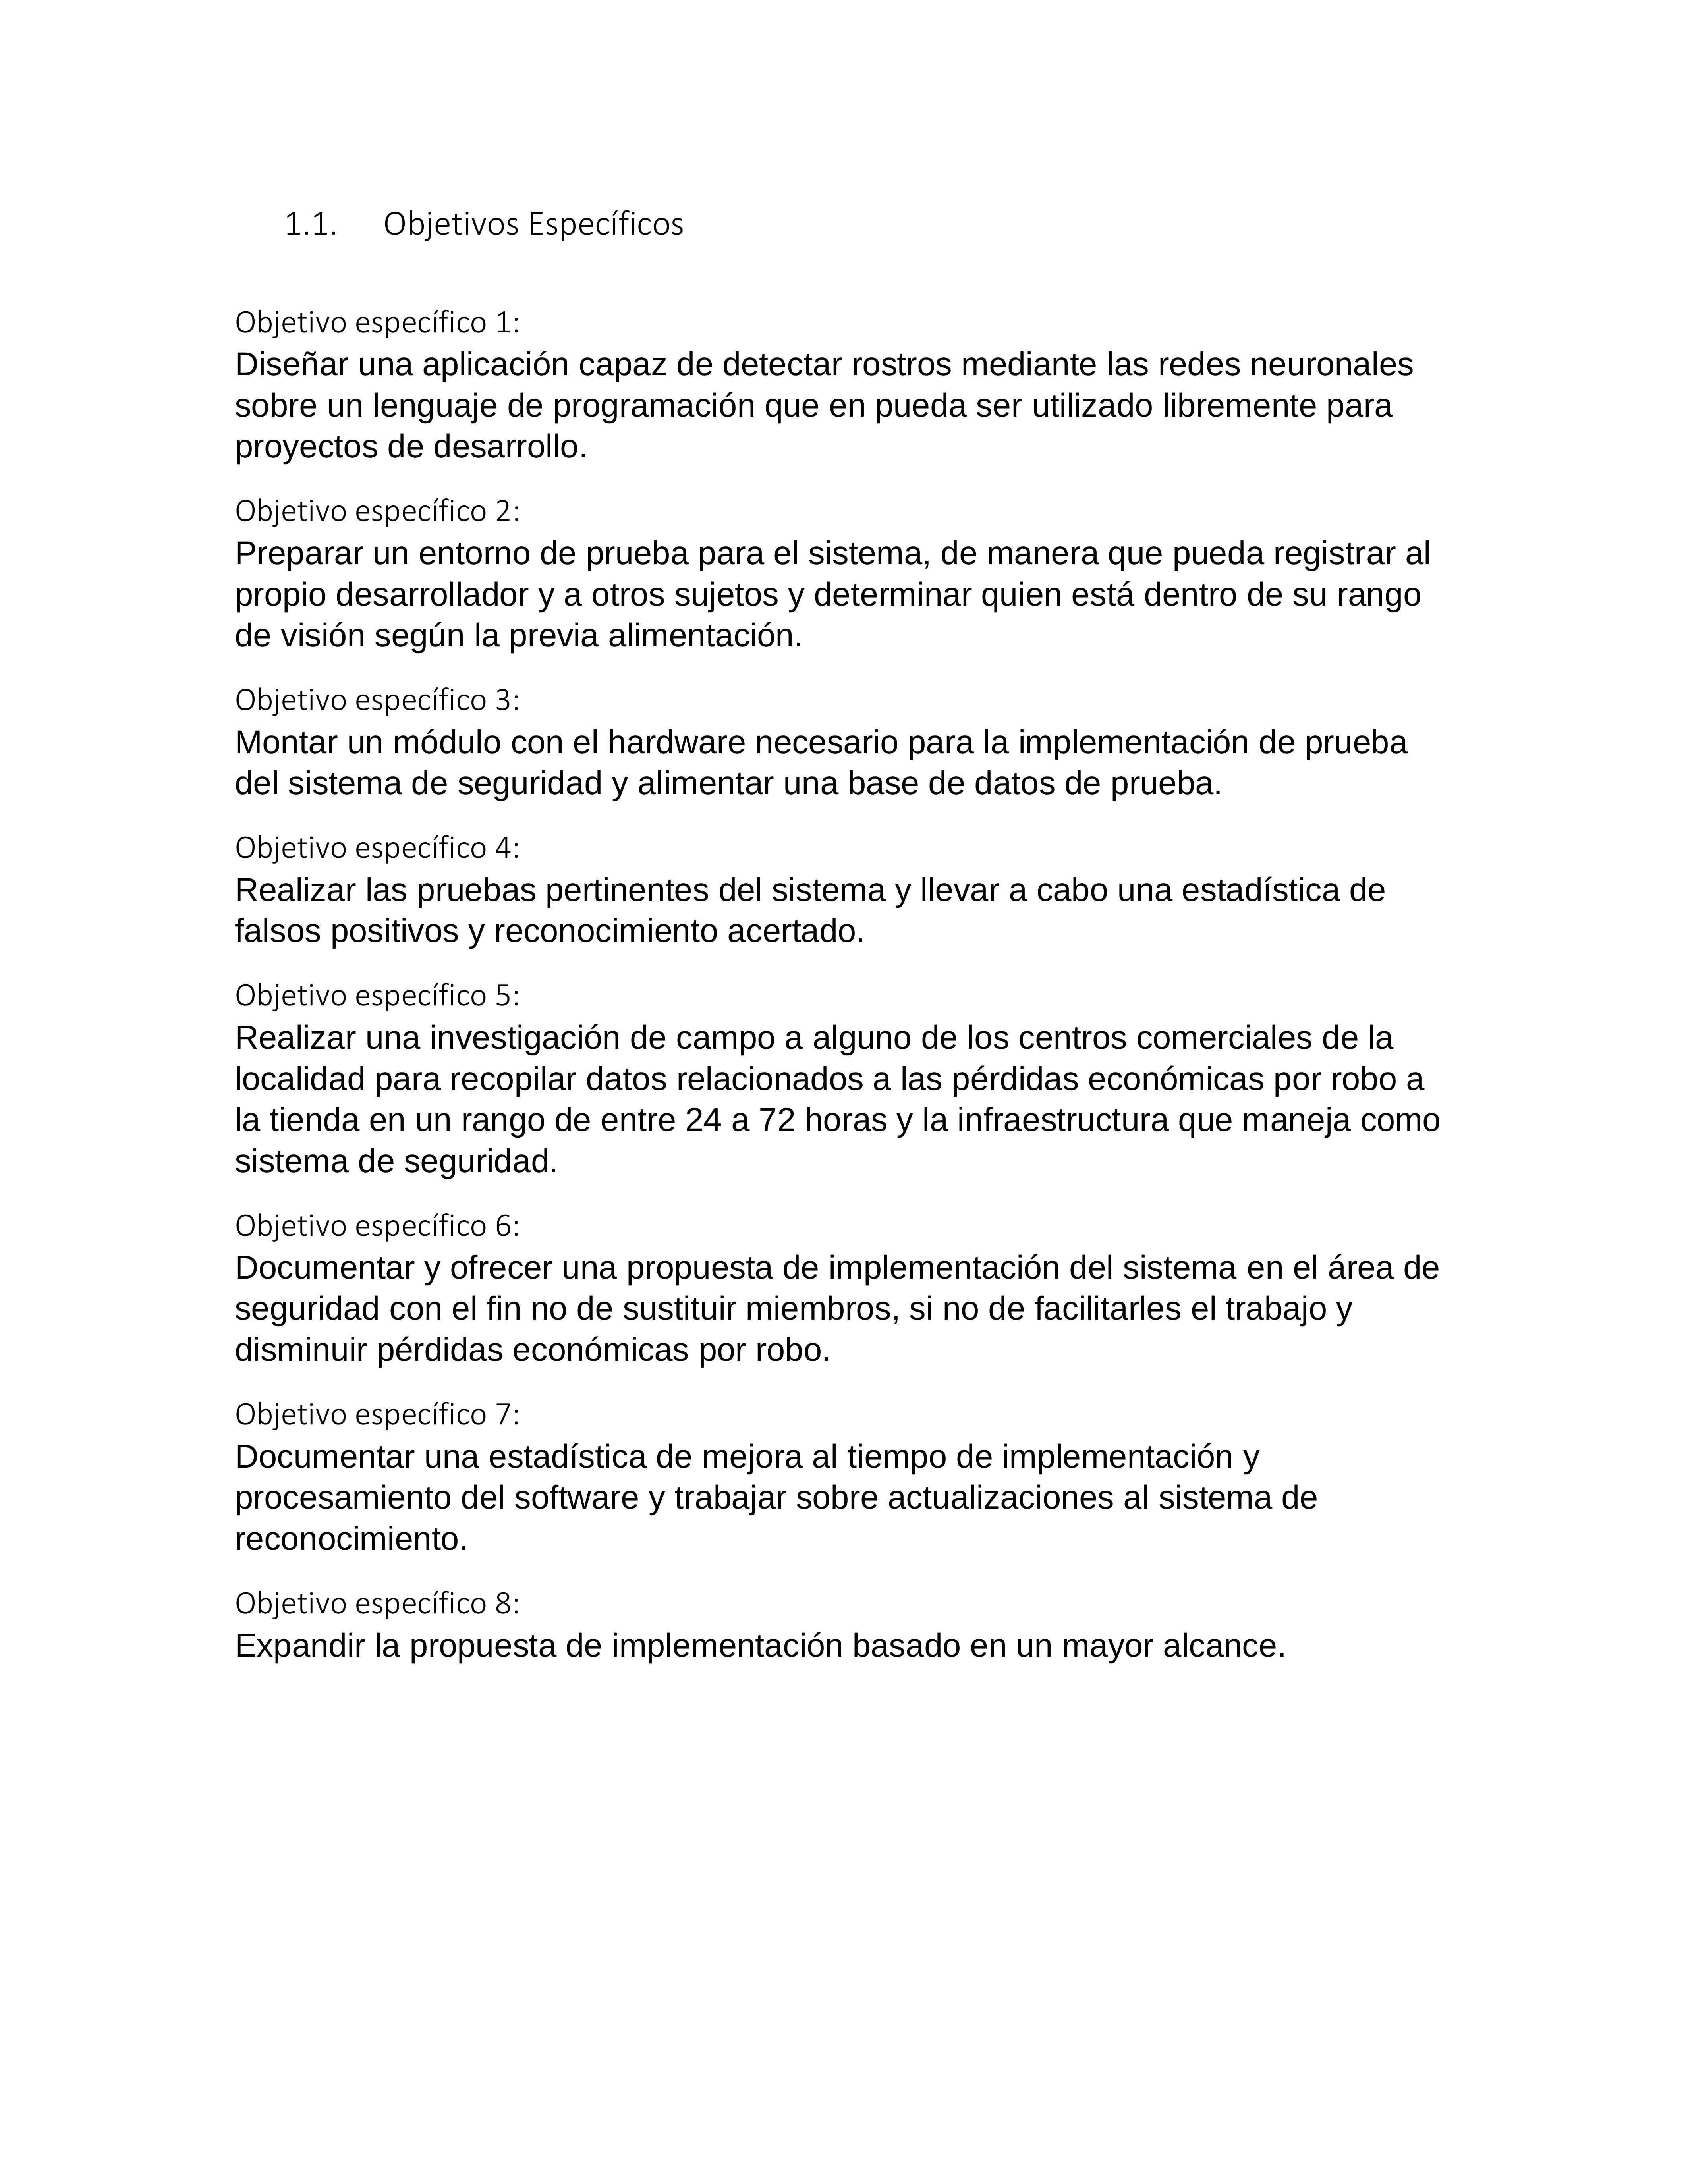 1.1. Objetivos Específicos
Objetivo específico 1:
Diseñar una aplicación capaz de detectar rostros mediante las redes neuronales
sobre un lenguaje de programación que en pueda ser utilizado libremente para
proyectos de desarrollo.
Objetivo específico 2:
Preparar un entorno de prueba para el sistema, de manera que pueda registrar al
propio desarrollador y a otros sujetos y determinar quien está dentro de su rango
de visión según la previa alimentación.
Objetivo específico 3:
Montar un módulo con el hardware necesario para la implementación de prueba
del sistema de seguridad y alimentar una base de datos de prueba.
Objetivo específico 4:
Realizar las pruebas pertinentes del sistema y llevar a cabo una estadística de
falsos positivos y reconocimiento acertado.
Objetivo específico 5:
Realizar una investigación de campo a alguno de los centros comerciales de la
localidad para recopilar datos relacionados a las pérdidas económicas por robo a
la tienda en un rango de entre 24 a 72 horas y la infraestructura que maneja como
sistema de seguridad.
Objetivo específico 6:
Documentar y ofrecer una propuesta de implementación del sistema en el área de
seguridad con el fin no de sustituir miembros, si no de facilitarles el trabajo y
disminuir pérdidas económicas por robo.
Objetivo específico 7:
Documentar una estadística de mejora al tiempo de implementación y
procesamiento del software y trabajar sobre actualizaciones al sistema de
reconocimiento.
Objetivo específico 8:
Expandir la propuesta de implementación basado en un mayor alcance.